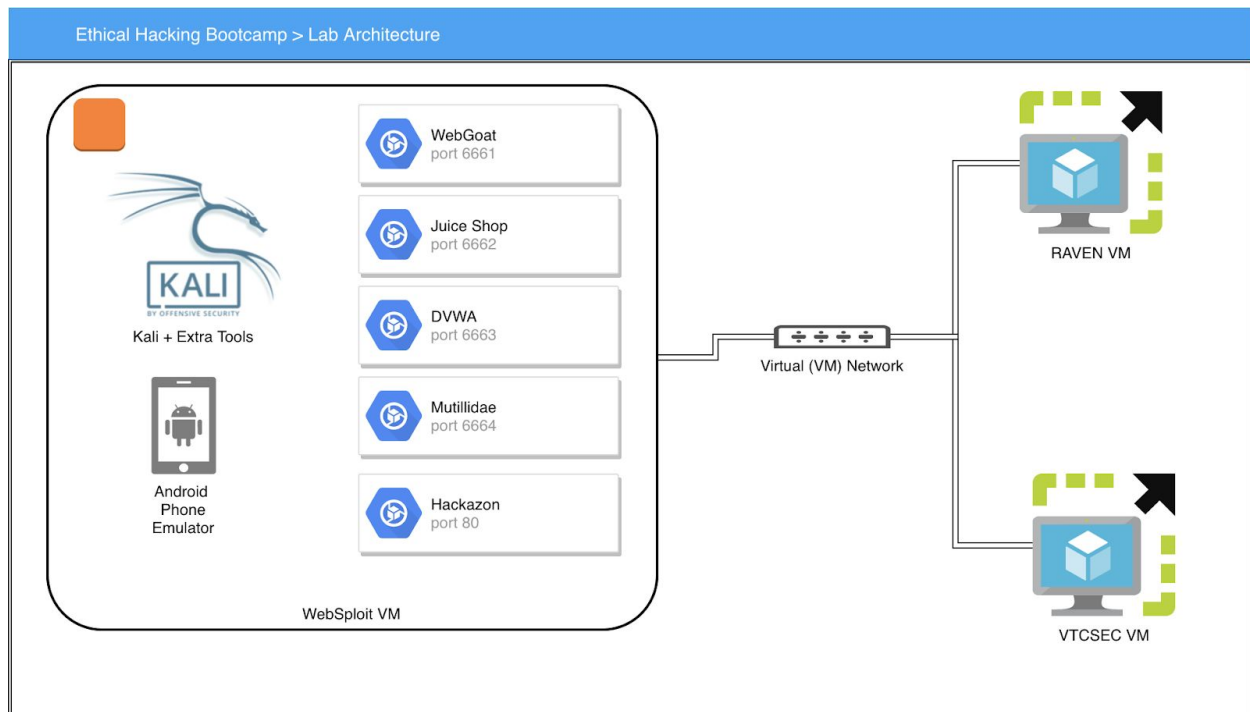 Ethical Hacking Bootcamp > Lab Architecture
KALI
BY OFFENSIVE SECURITY
Kali + Extra Tools
Android
Phone
Emulator
WebGoat
port 6661
Juice Shop
port 6662
DVWA
port 6663
Mutillidae
port 6664
Hackazon
port 80
WebSploit VM
Virtual (VM) Network
RAVEN VM
VTCSEC VM